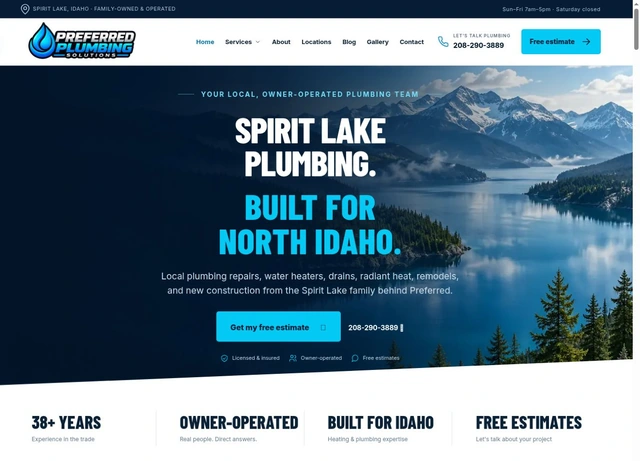 SPIRIT LAKE, IDAHO · FAMILY-OWNED & OPERATED
Sun–Fri 7am–5pm · Saturday closed
PREFERRED
PLUMBING
SOLUTIONS
Home Services About Locations Blog Gallery Contact
LET'S TALK PLUMBING
208-290-3889
Free estimate
YOUR LOCAL, OWNER-OPERATED PLUMBING TEAM
SPIRIT LAKE
PLUMBING.
BUILT FOR
NORTH IDAHO.
Local plumbing repairs, water heaters, drains, radiant heat, remodels,
and new construction from the Spirit Lake family behind Preferred.
Get my free estimate
208-290-3889
Licensed & insured Owner-operated Free estimates
38+ YEARS
Experience in the trade
OWNER-OPERATED
Real people. Direct answers.
BUILT FOR IDAHO
Heating & plumbing expertise
FREE ESTIMATES
Let's talk about your project